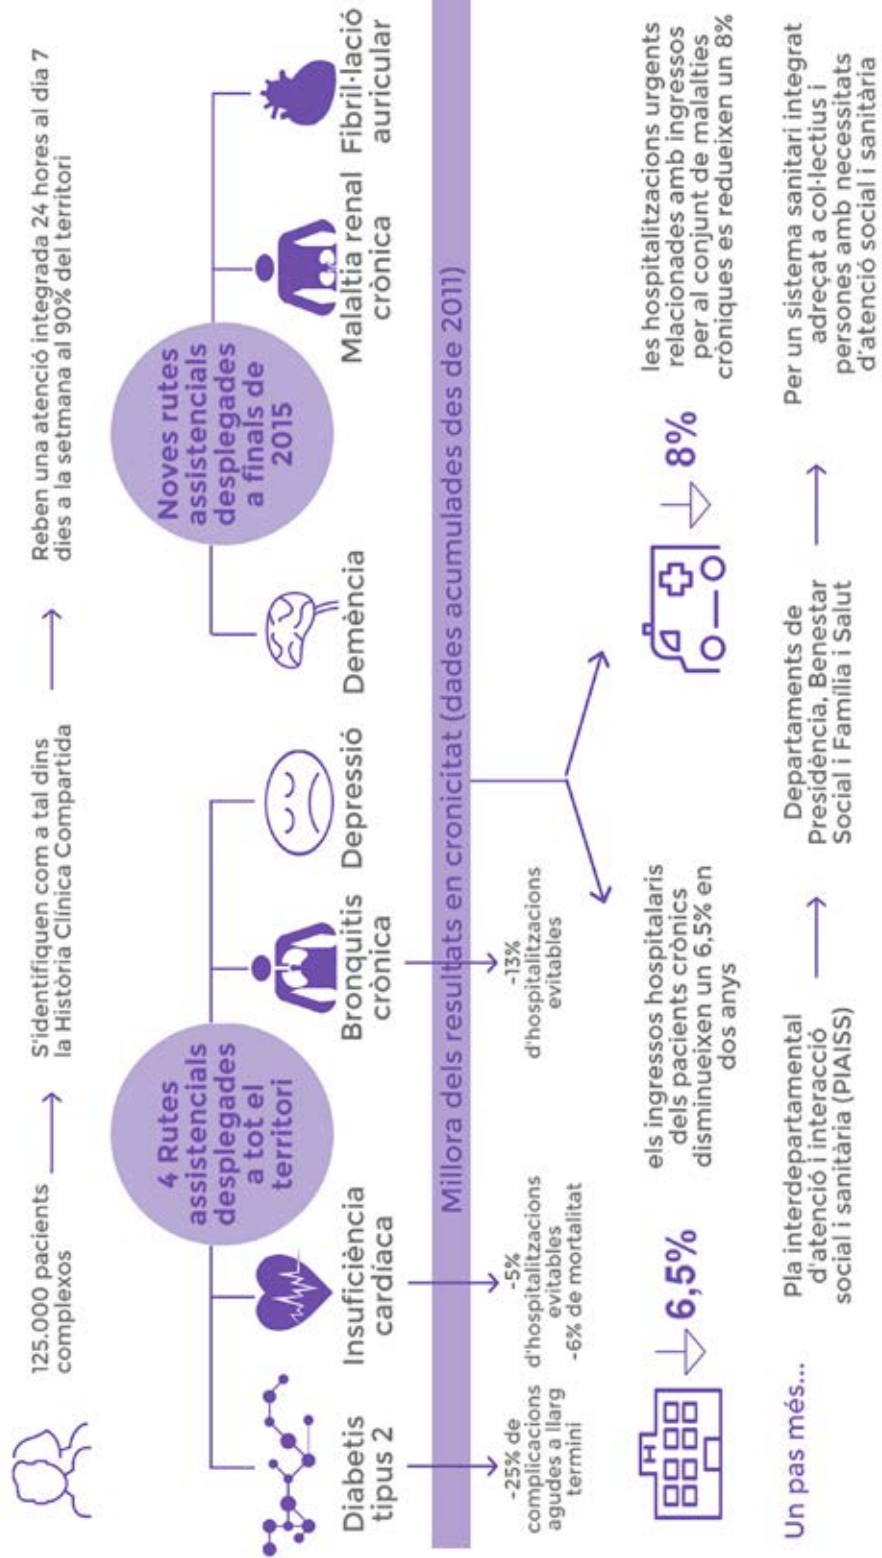 125.000 pacients
complexos
S'identifiquen com a tal dins
la Història Clínica Compartida
Reben una atenció integrada 24 hores al dia 7
dies a la setmana al 90% del territori
4 Rutes
assistencials
desplegades
a tot el
territori
Noves rutes
assistencials
desplegades
a finals de
2015
Diabetis
tipus 2
Insuficiència
cardíaca
Bronquitis
crònica
Depressió
Demència
Malaltia renal
crònica
Fibril·lació
auricular
Millora dels resultats en cronicitat (dades acumulades des de 2011)
-25% de
complicacions
agudes a llarg
termini
-5%
d'hospitalitzacions
evitables
-6% de mortalitat
-13%
d'hospitalitzacions
evitables
H
6,5%
els ingressos hospitalaris
dels pacients crònics
disminueixen un 6,5% en
dos anys
8%
les hospitalitzacions urgents
relacionades amb ingressos
per al conjunt de malalties
cròniques es redueixen un 8%
Un pas més...
Pla interdepartamental
d'atenció i interacció
social i sanitària (PIAISS)
Departaments de
Presidència, Benestar
Social i Família i Salut
Per un sistema sanitari integrat
adreçat a col·lectius i
persones amb necessitats
d'atenció social i sanitària